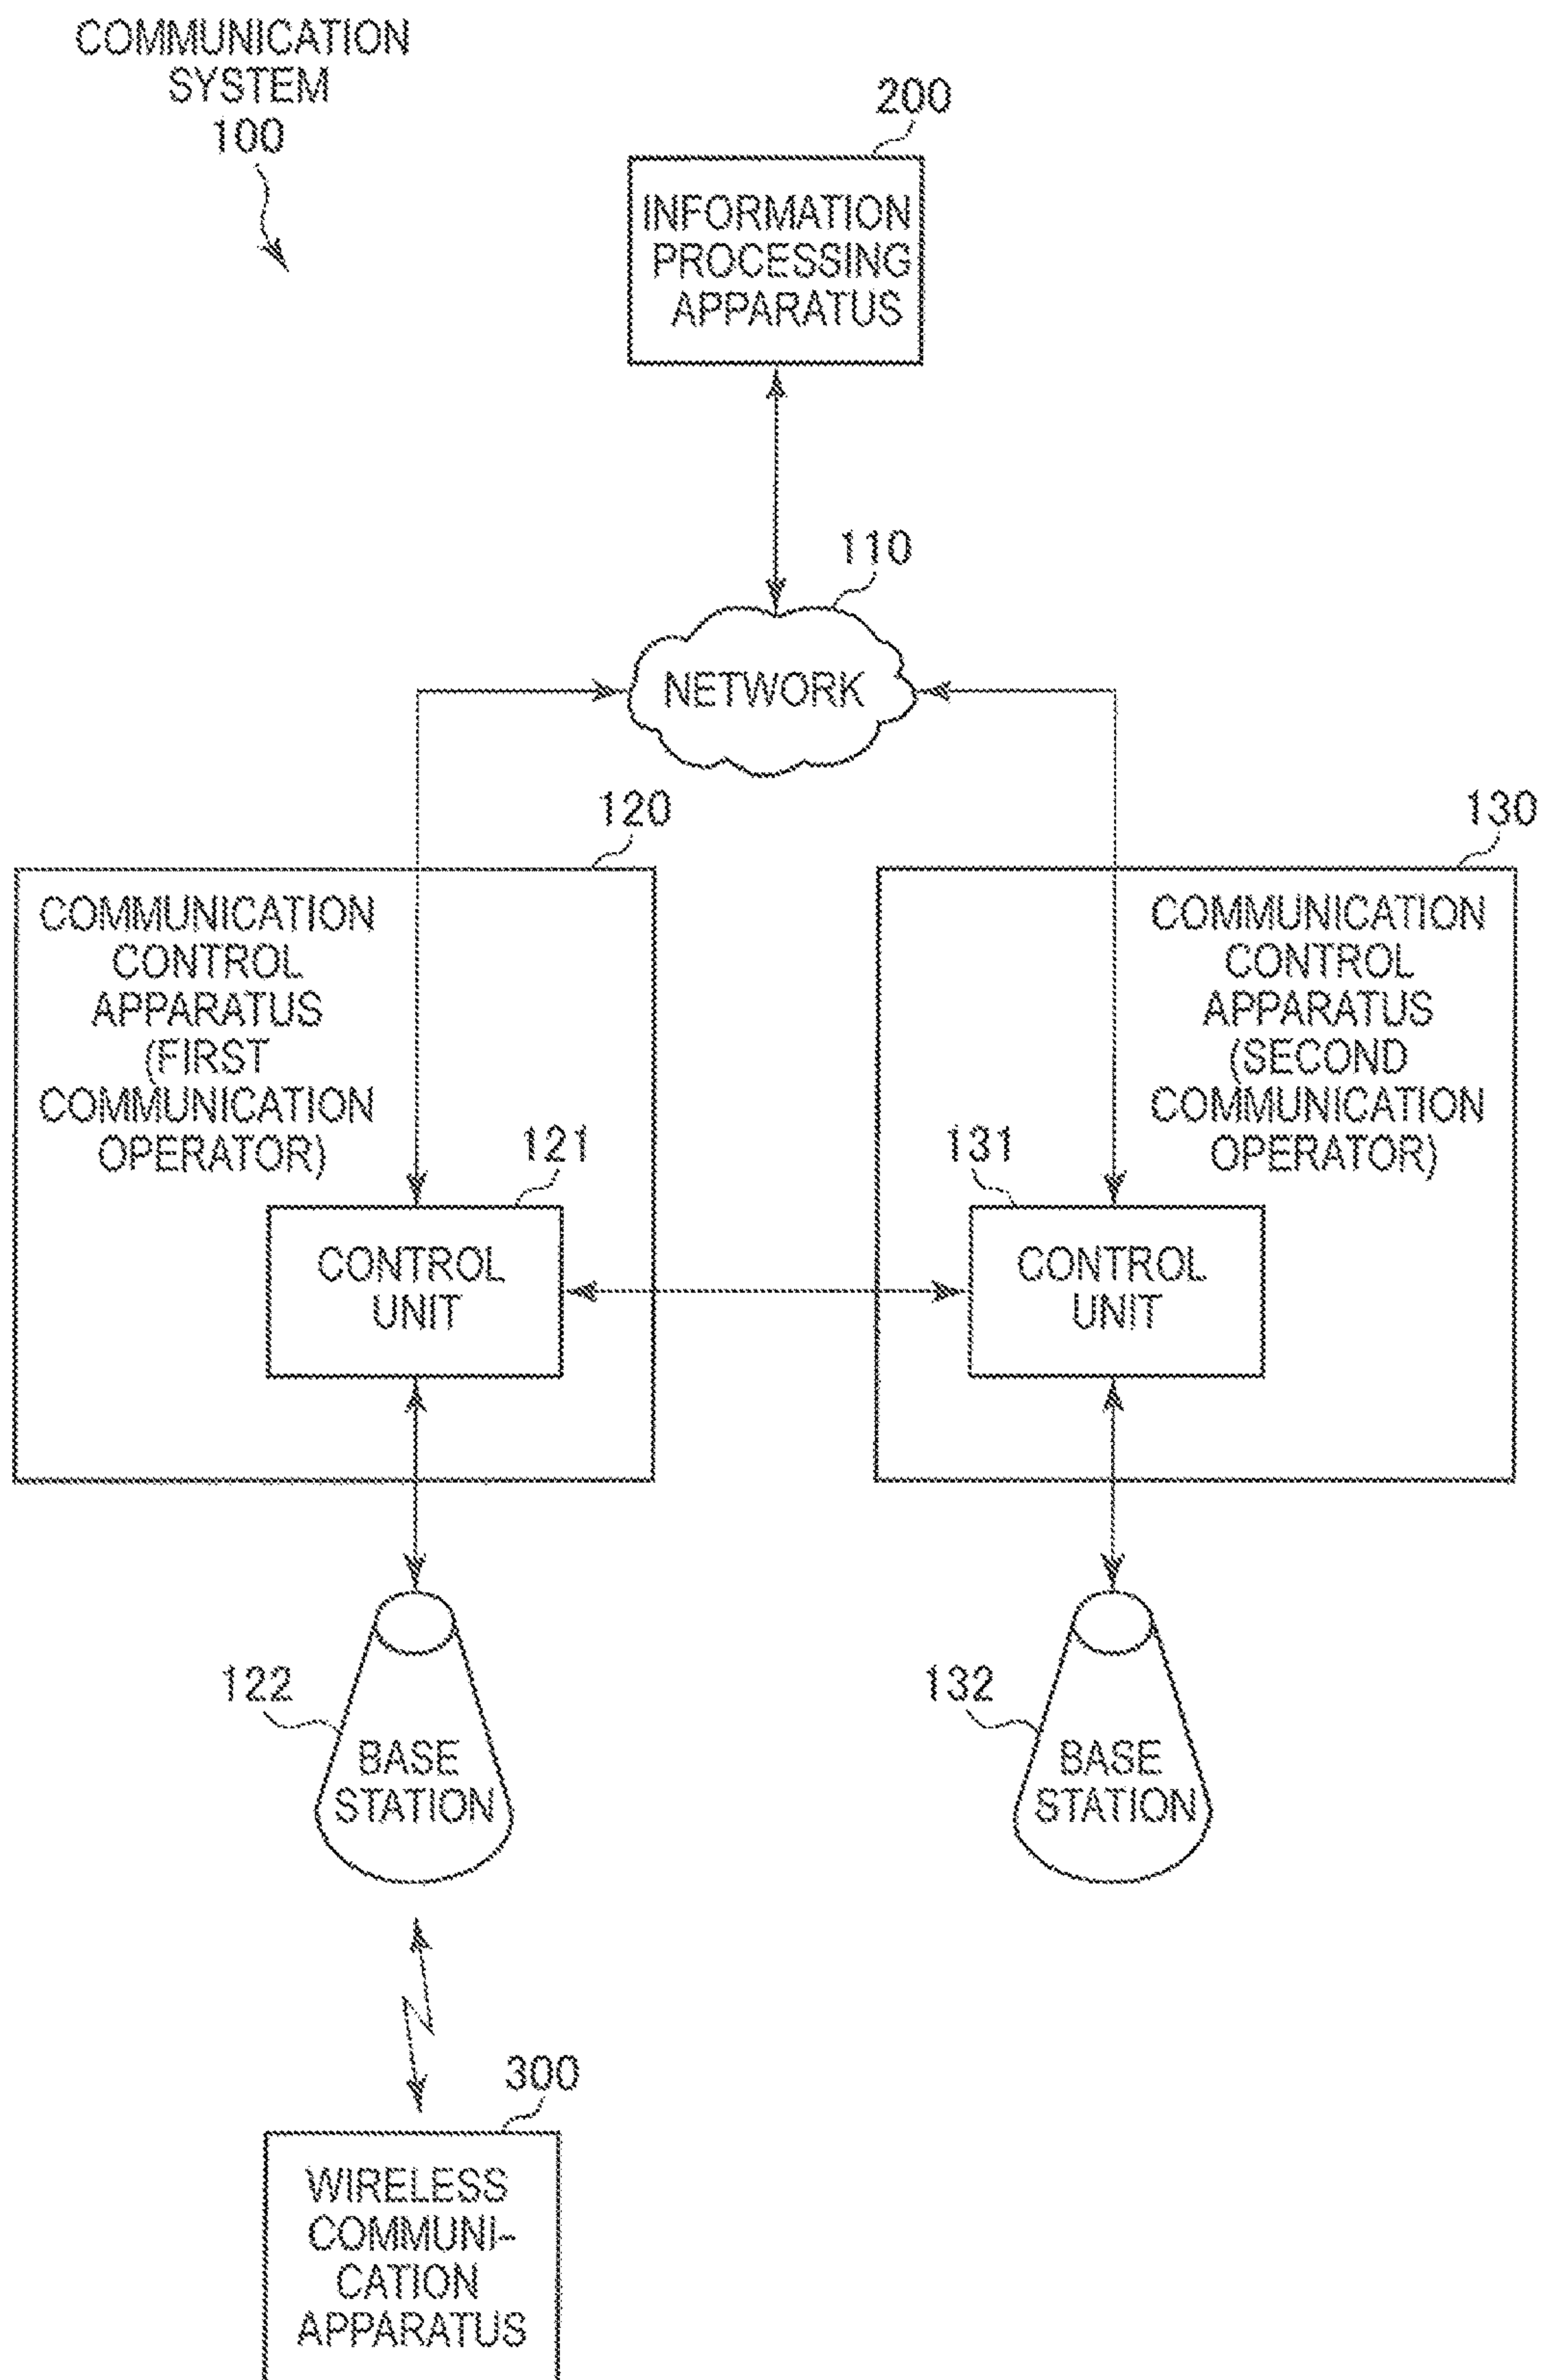 COMMUNICATION
SYSTEM
100
200
INFORMATION
PROCESSING
APPARATUS
110
NETWORK
120
130
COMMUNICATION
CONTROL
APPARATUS
(FIRST
COMMUNICATION
OPERATOR)
COMMUNICATION
CONTROL
APPARATUS
(SECOND
COMMUNICATION
OPERATOR)
121
131
CONTROL
UNIT
CONTROL
UNIT
122
BASE
STATION
132
BASE
STATION
300
WIRELESS
COMMUNI-
CATION
APPARATUS